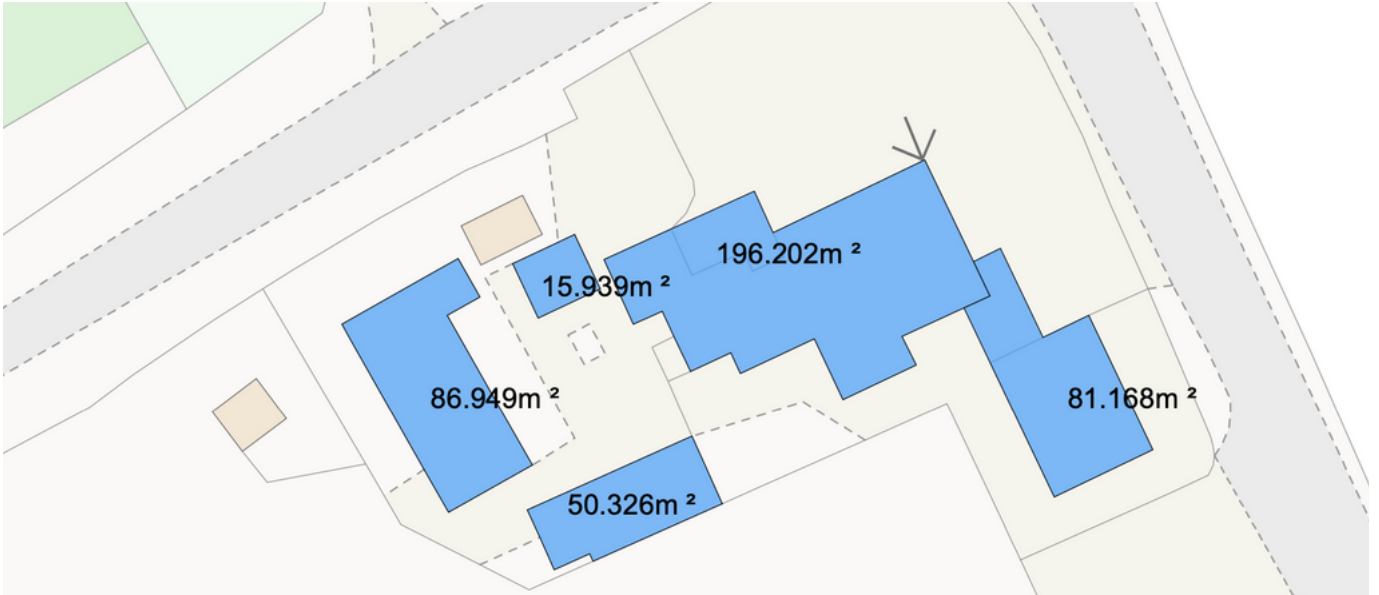 196.202m ²
15.939m ²
86.949m ²
81.168m ²
50.326m ²